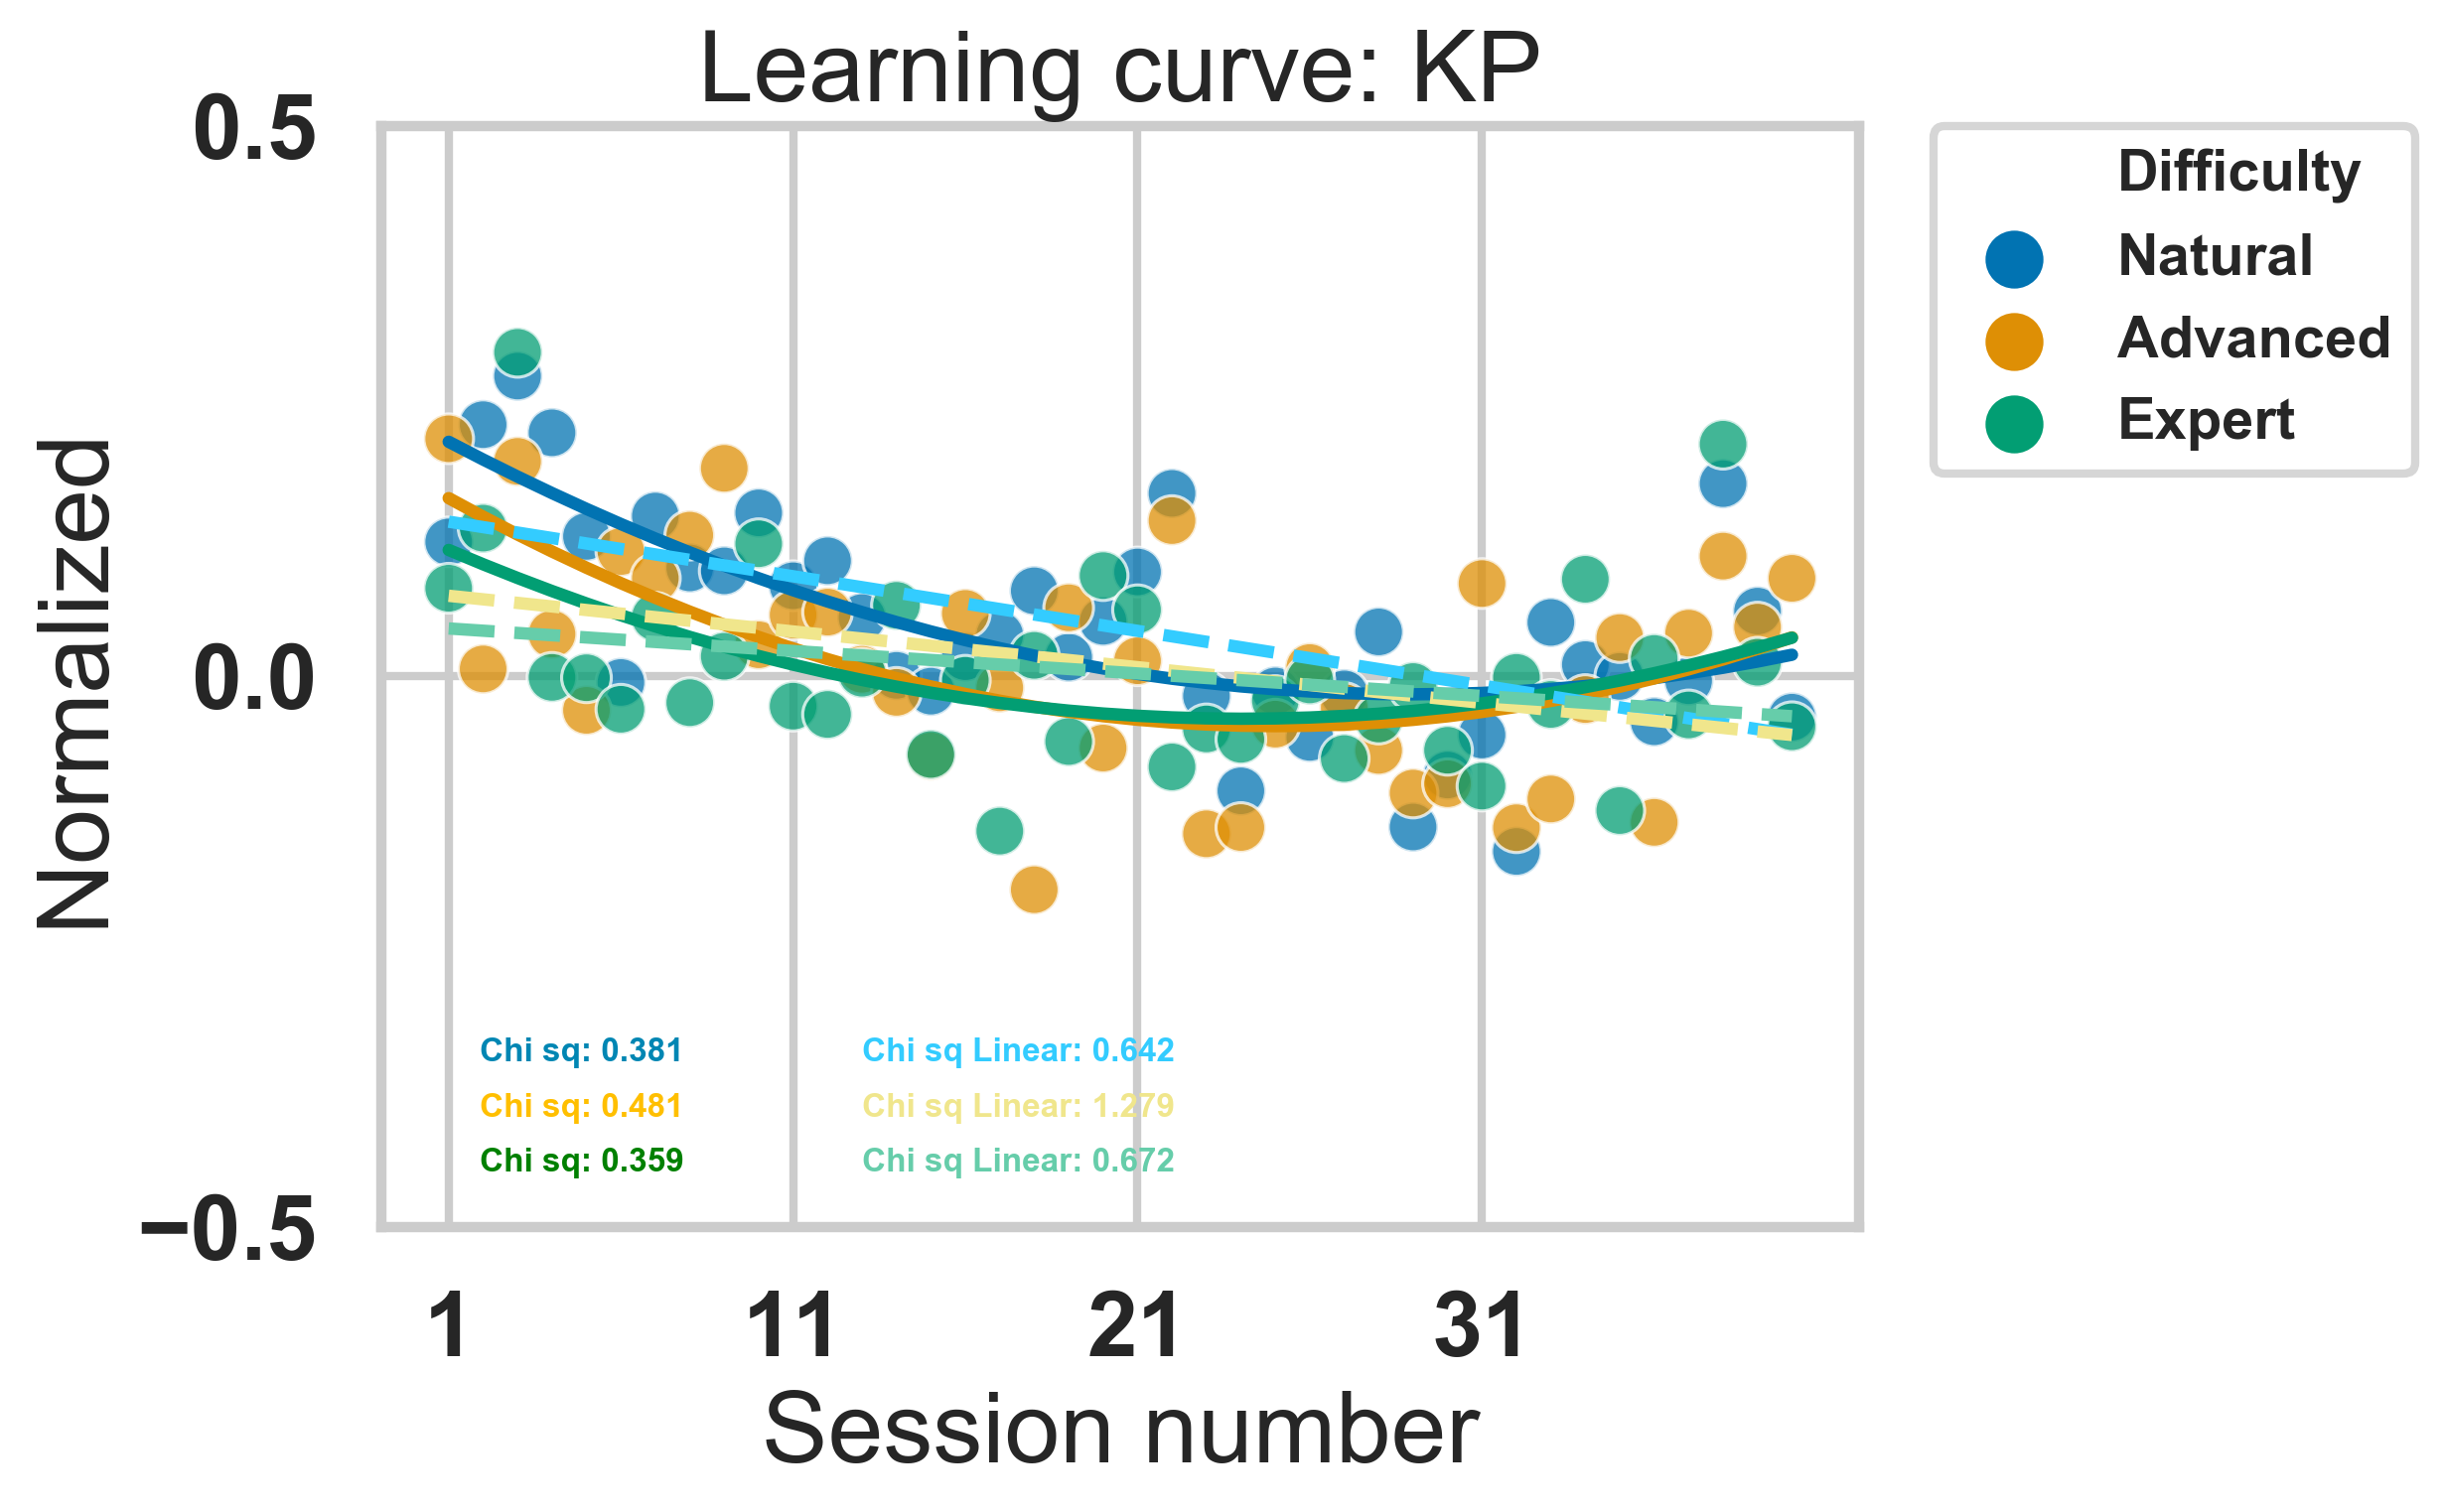 Learning curve: KP
0.5
0.0
−0.5
Normalized
1 11 21 31
Session number
Difficulty
Natural
Advanced
Expert
Chi sq: 0.381
Chi sq: 0.481
Chi sq: 0.359
Chi sq Linear: 0.642
Chi sq Linear: 1.279
Chi sq Linear: 0.672